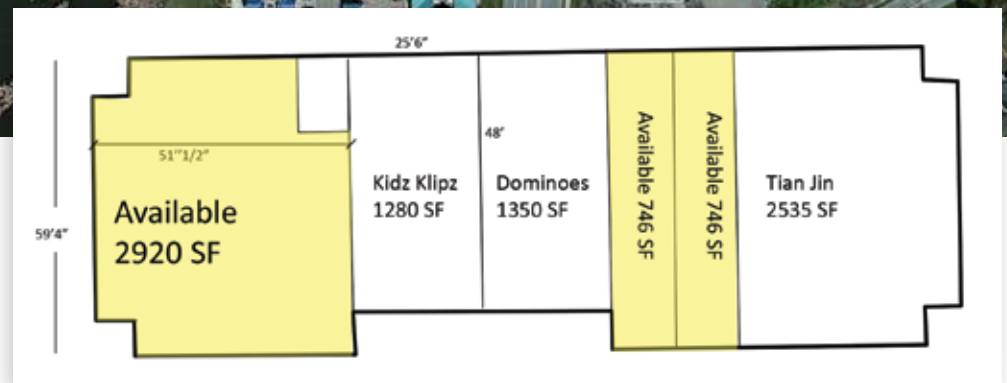 25'6"
59'4"
51"1/2"
Available
2920 SF
Kidz Klipz
1280 SF
48'
Dominoes
1350 SF
Available 746 SF
Available 746 SF
Tian Jin
2535 SF